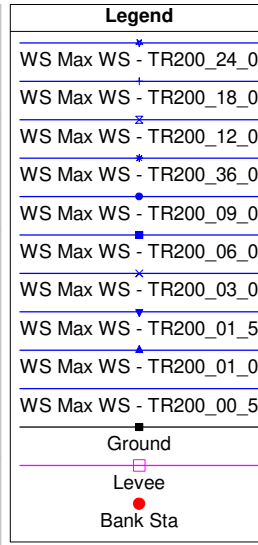 Legend
WS Max WS - TR200_24_0
WS Max WS - TR200_18_0
WS Max WS - TR200_12_0
WS Max WS - TR200_36_0
WS Max WS - TR200_09_0
WS Max WS - TR200_06_0
WS Max WS - TR200_03_0
WS Max WS - TR200_01_5
WS Max WS - TR200_01_0
WS Max WS - TR200_00_5
Ground
Levee
Bank Sta